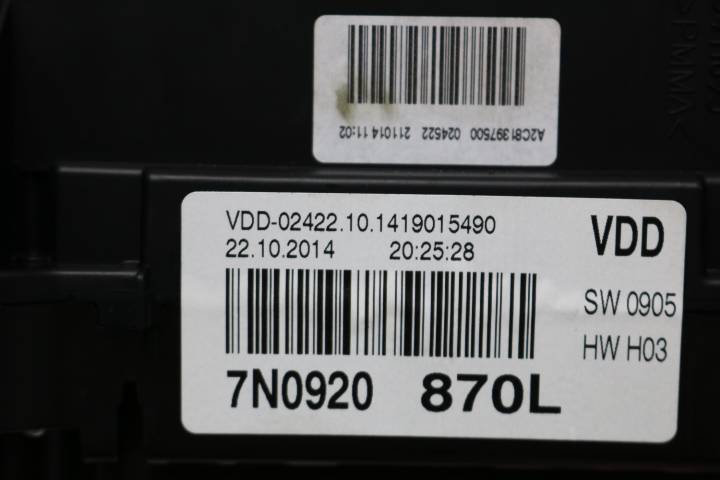 A2C81397500 024522 211014 11:02
VDD-02422.10.1419015490
22.10.2014 20:25:28
VDD
SW 0905
HW H03
7N0920 870L